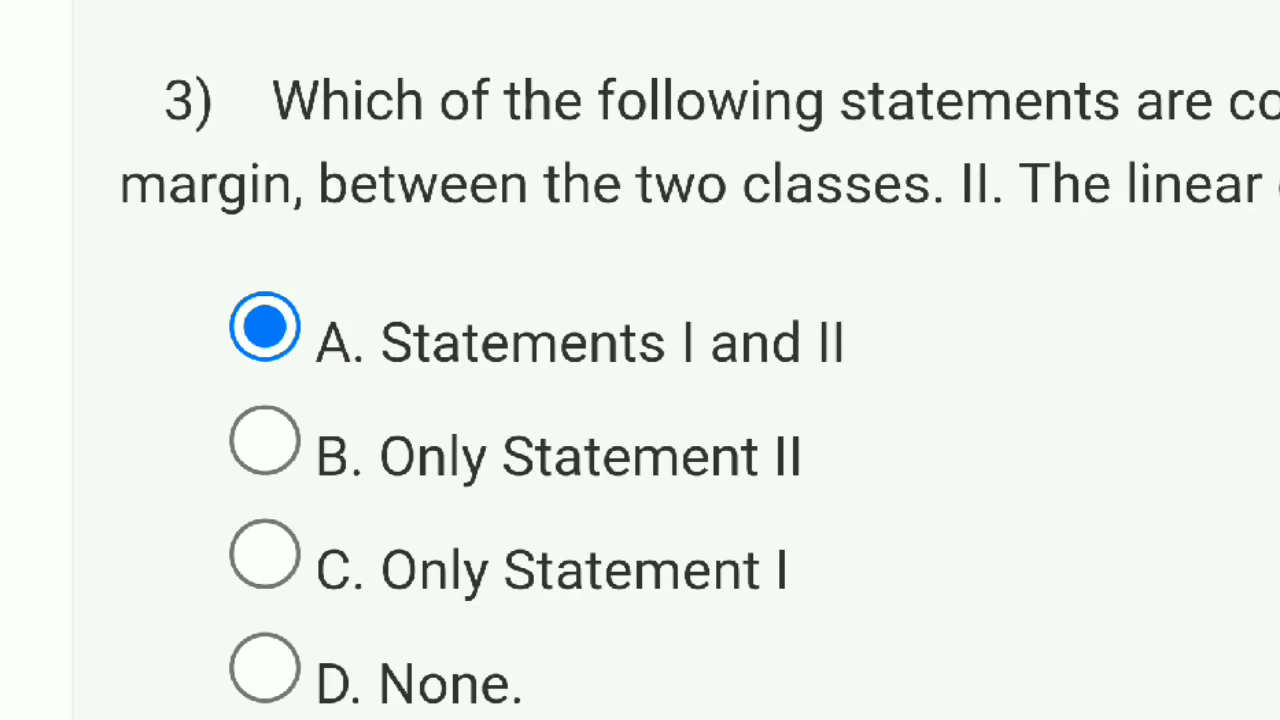 3) Which of the following statements are
margin, between the two classes. II. The linear
A. Statements I and II
B. Only Statement II
C. Only Statement I
D. None.